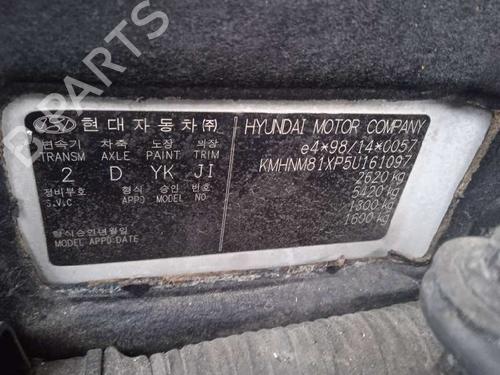 B-PARTS
현대자동차㈜
변속기 차축 도장 의장
TRANSM AXLE PAINT TRIM
2 D YK JI
정비부호 형식 승인 번호
S.V.C MODEL APPD NO.
형식승인년월일
MODEL APPD.DATE
HYUNDAI MOTOR COMPANY
e4*98/14*0057
KMHNM81XP5U161097
2620 kg
5420 kg
1300 kg
1600 kg